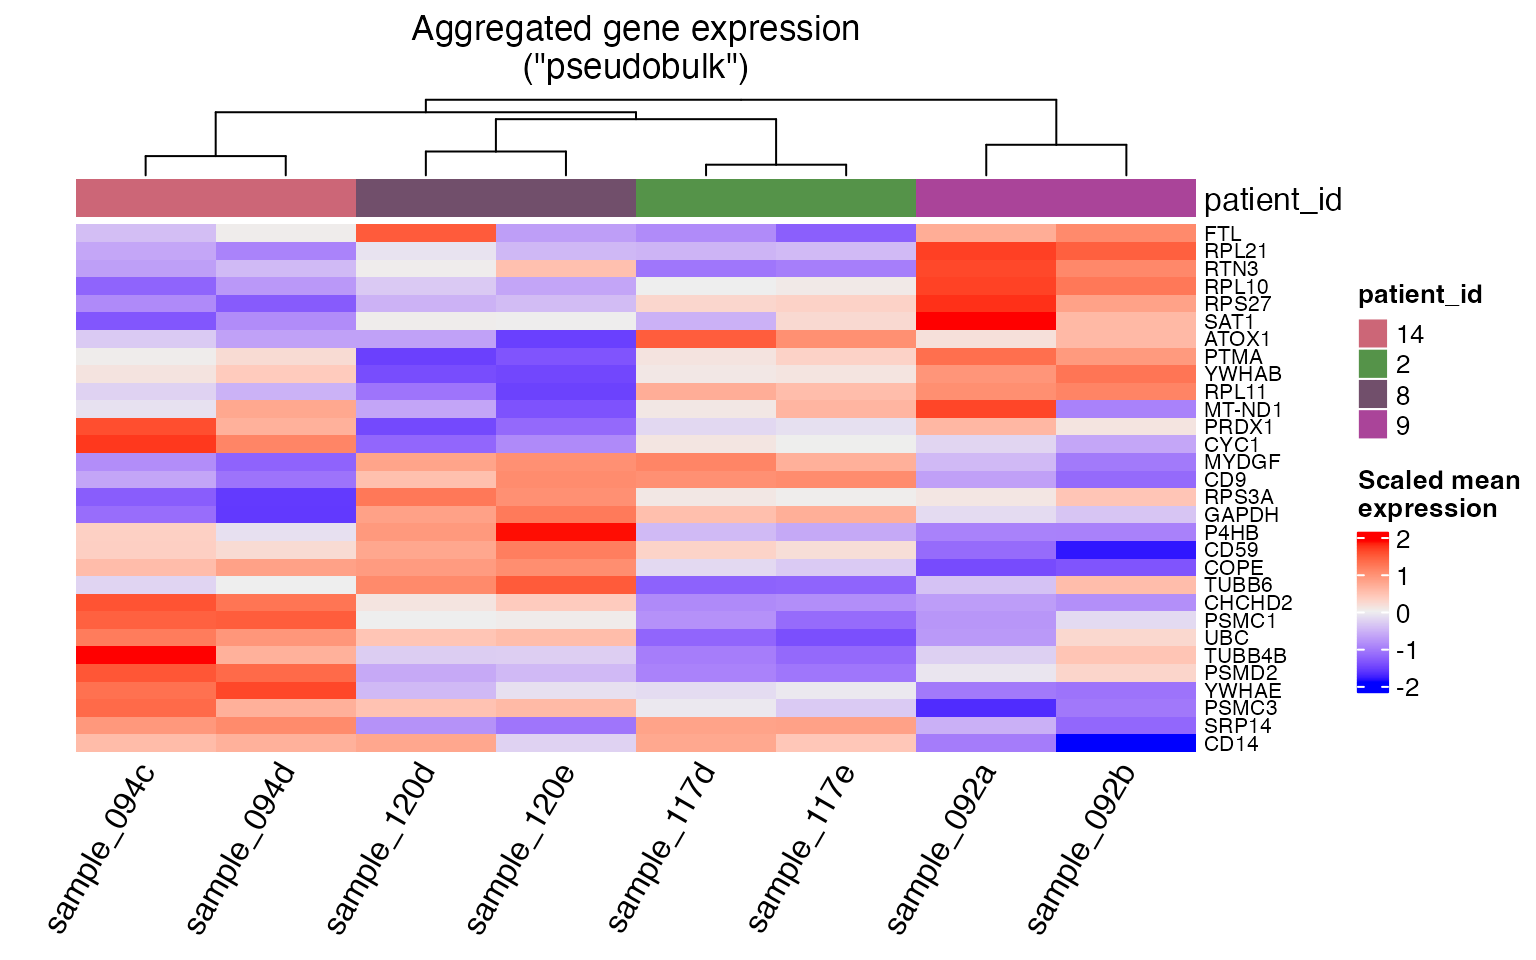 Aggregated gene expression
("pseudobulk")
patient_id
FTL
RPL21
RTN3
RPL10
RPS27
SAT1
ATOX1
PTMA
YWHAB
RPL11
MT-ND1
PRDX1
CYC1
MYDGF
CD9
RPS3A
GAPDH
P4HB
CD59
COPE
TUBB6
CHCHD2
PSMC1
UBC
TUBB4B
PSMD2
YWHAE
PSMC3
SRP14
CD14
sample_094c
sample_094d
sample_120d
sample_120e
sample_117d
sample_117e
sample_092a
sample_092b
patient_id
14
2
8
9
Scaled mean
expression
2
1
0
-1
-2